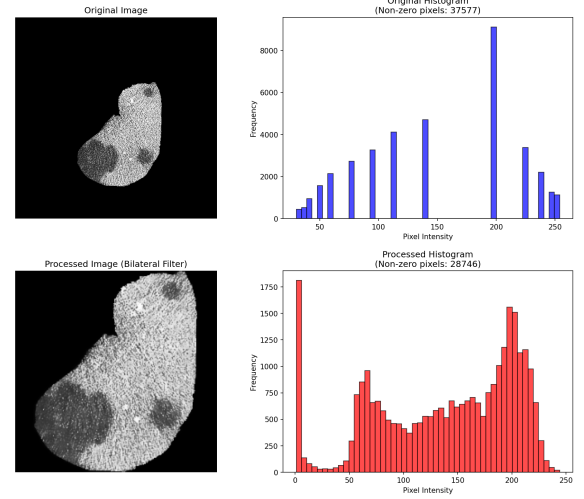 Original Image
Original Histogram
(Non-zero pixels: 37577)
Frequency
8000
6000
4000
2000
0
50
100
150
200
250
Pixel Intensity
Processed Image (Bilateral Filter)
Processed Histogram
(Non-zero pixels: 28746)
Frequency
1750
1500
1250
1000
750
500
250
0
0
50
100
150
200
250
Pixel Intensity